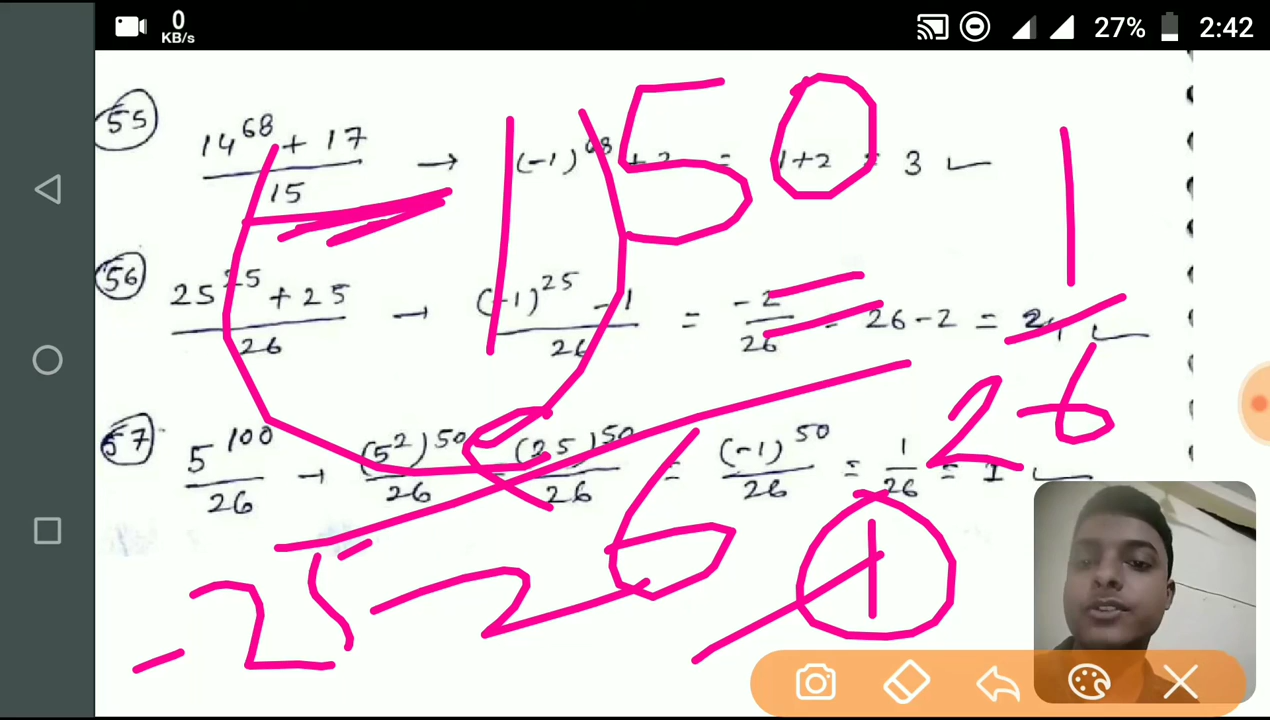 0 KB/s 27% 2:42
55 14^68 + 17 / 15 → (-1)^68 + 2 = 1+2 = 3 ✓
56 25^25 + 25 / 26 → (-1)^25 - 1 / 26 = -2 / 26 = 26 - 2 = 24 ✓
57 5^100 / 26 → (5^2)^50 / 26 = (25)^50 / 26 = (-1)^50 / 26 = 1 / 26 = 1 ✓
50
1
26
-25
26
1